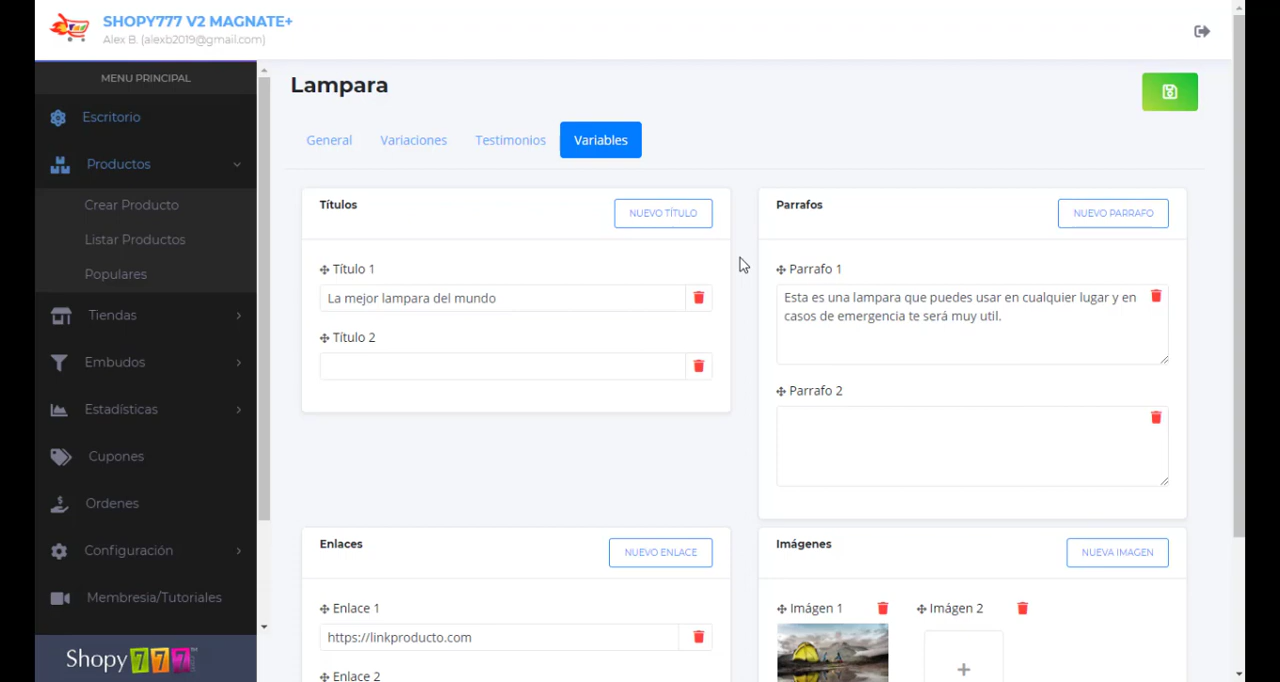 SHOPY777 V2 MAGNATE+
Alex B. (alexb2019@gmail.com)
MENU PRINCIPAL
Escritorio
Productos
Crear Producto
Listar Productos
Populares
Tiendas
Embudos
Estadísticas
Cupones
Ordenes
Configuración
Membresia/Tutoriales
Shopy777
Lampara
General
Variaciones
Testimonios
Variables
Títulos
NUEVO TÍTULO
Título 1
La mejor lampara del mundo
Título 2
Parrafos
NUEVO PARRAFO
Parrafo 1
Esta es una lampara que puedes usar en cualquier lugar y en
casos de emergencia te será muy util.
Parrafo 2
Enlaces
NUEVO ENLACE
Enlace 1
https://linkproducto.com
Enlace 2
Imágenes
NUEVA IMAGEN
Imágen 1
Imágen 2